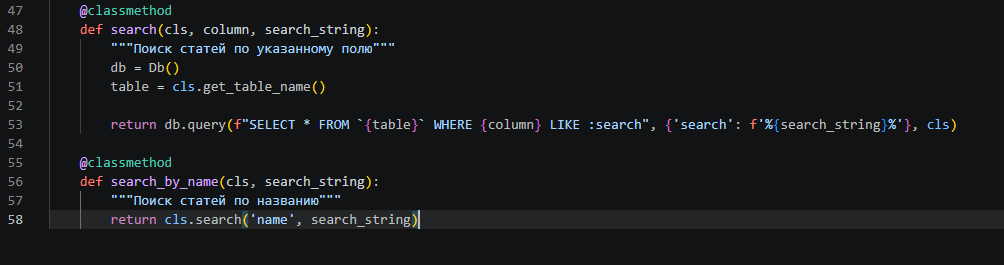 47 @classmethod
48 def search(cls, column, search_string):
49 """Поиск статей по указанному полю"""
50 db = Db()
51 table = cls.get_table_name()
52
53 return db.query(f"SELECT * FROM `{table}` WHERE {column} LIKE :search", {'search': f'%{search_string}%'}, cls)
54
55 @classmethod
56 def search_by_name(cls, search_string):
57 """Поиск статей по названию"""
58 return cls.search('name', search_string)